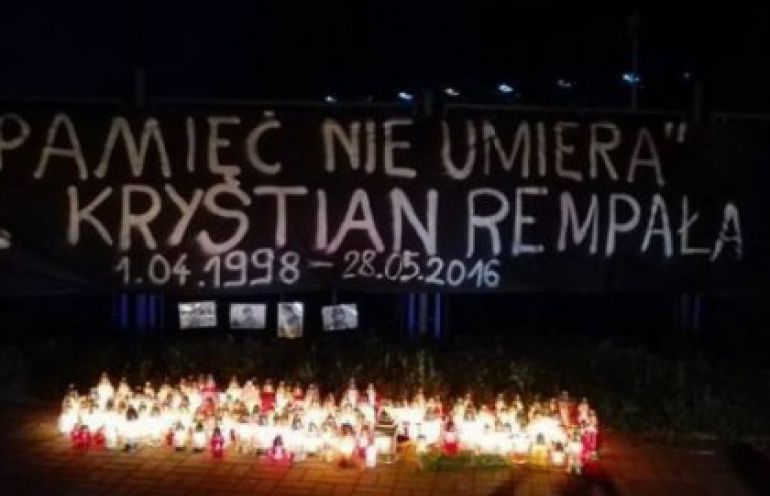 PAMIĘĆ NIE UMIERA”
. KRYSTIAN REMPAŁA
1.04.1998 – 28.05.2016